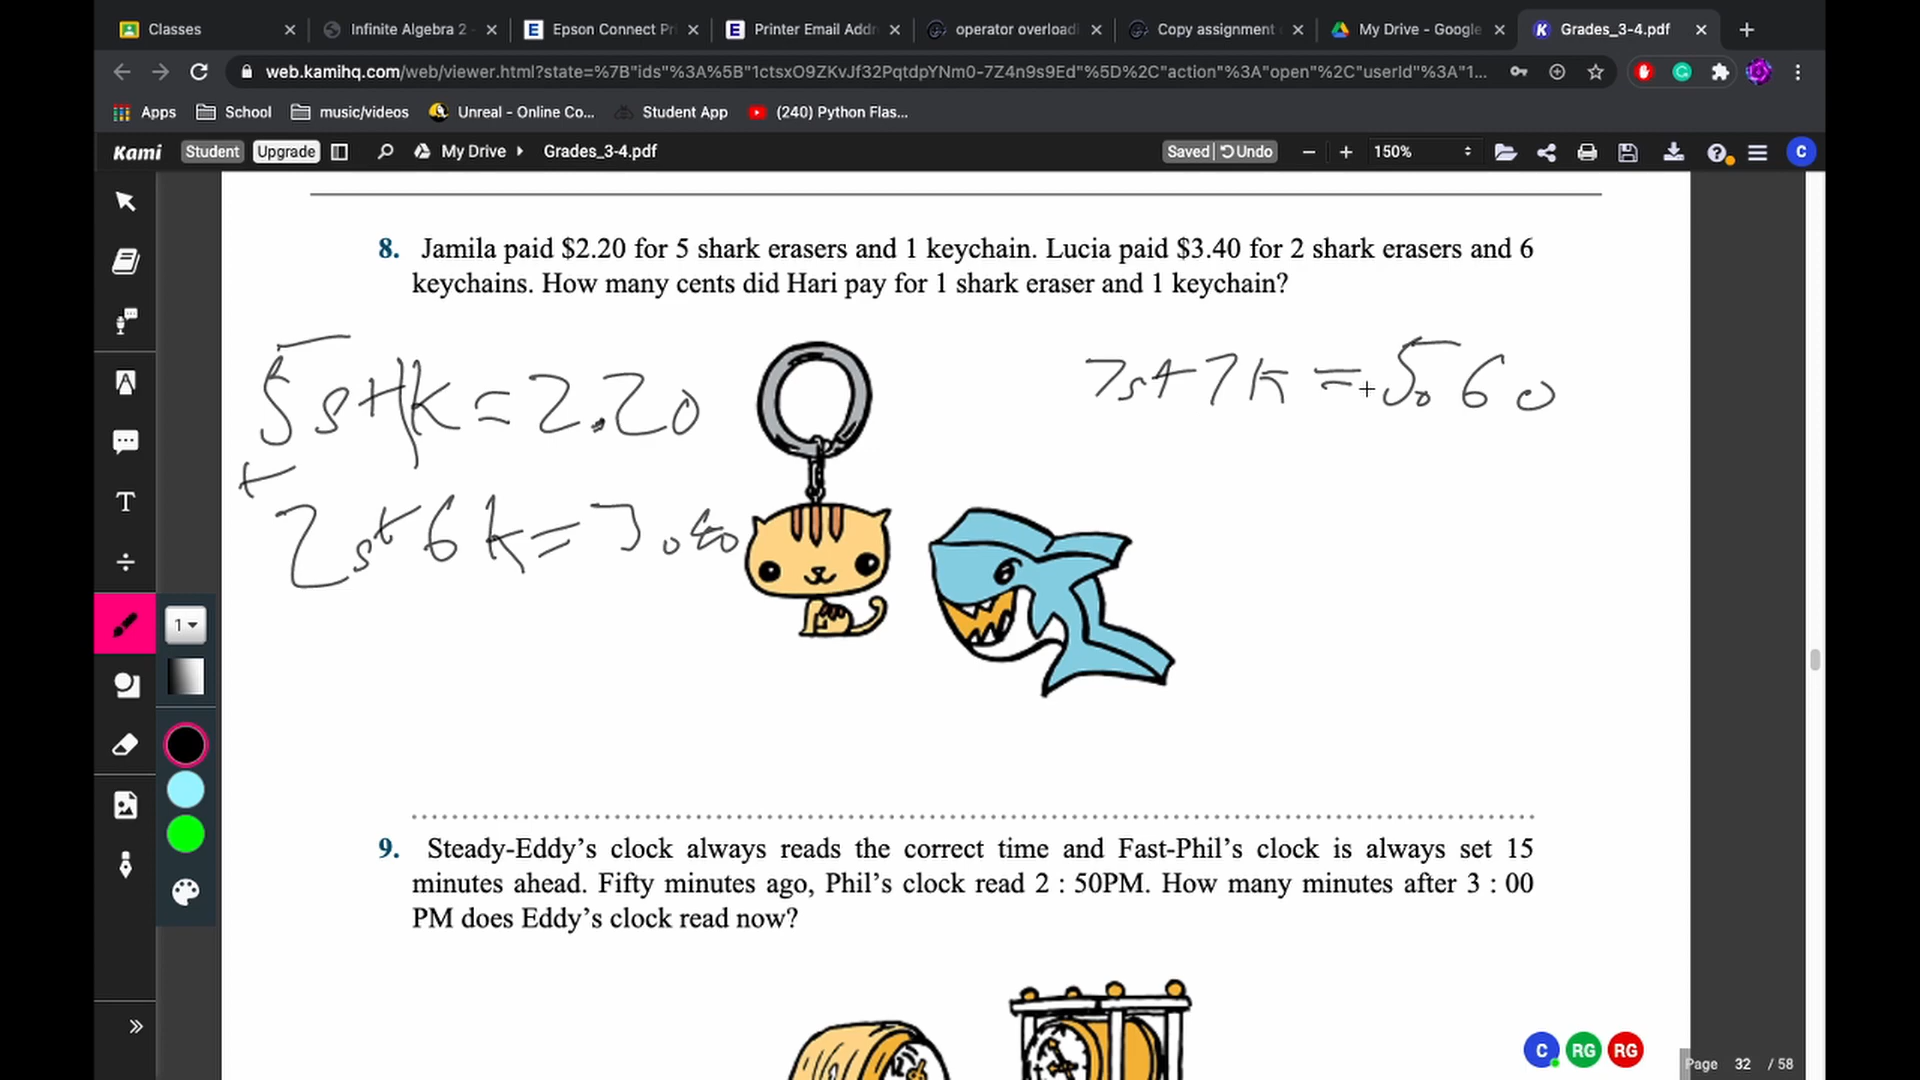 Classes
Infinite Algebra 2 -
Epson Connect Pri
Printer Email Addr
operator overloadi
Copy assignment o
My Drive - Google
Grades_3-4.pdf
web.kamihq.com/web/viewer.html?state=%7B"ids"%3A%5B"1ctsxO9ZKvJf32PqtdpYNm0-7Z4n9s9Ed"%5D%2C"action"%3A"open"%2C"userId"%3A"1...
Apps
School
music/videos
Unreal - Online Co...
Student App
(240) Python Flas...
Kami
Student
Upgrade
My Drive
Grades_3-4.pdf
Saved
Undo
150%
C
8. Jamila paid $2.20 for 5 shark erasers and 1 keychain. Lucia paid $3.40 for 2 shark erasers and 6
keychains. How many cents did Hari pay for 1 shark eraser and 1 keychain?
5s+1k=2.20
+
2s+6k=3.40
7s+7k=5.60
T
1
9. Steady-Eddy's clock always reads the correct time and Fast-Phil's clock is always set 15
minutes ahead. Fifty minutes ago, Phil's clock read 2 : 50PM. How many minutes after 3 : 00
PM does Eddy's clock read now?
C
RG
RG
Page 32 / 58